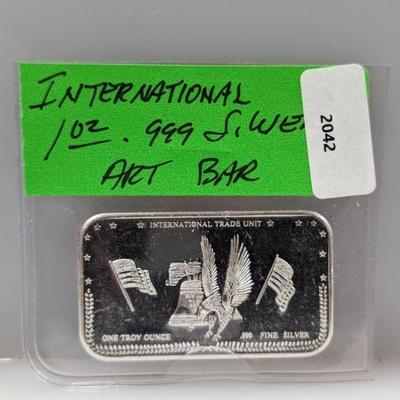 INTERNATIONAL
1oz .999 SILVER
2042
ART BAR
INTERNATIONAL TRADE UNIT
ONE TROY OUNCE .999 FINE SILVER